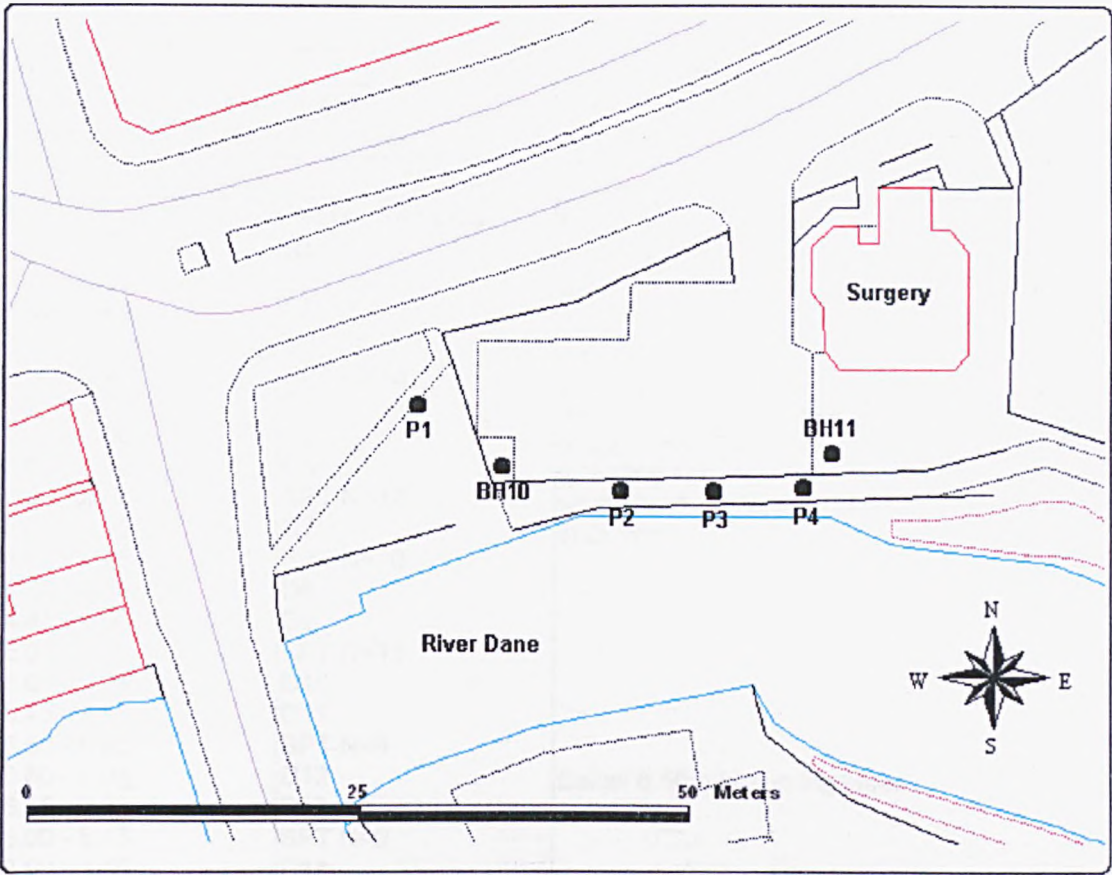 Surgery
P1
BH11
BH10
P2
P3
P4
River Dane
N
W
E
S
0
25
50 Meters